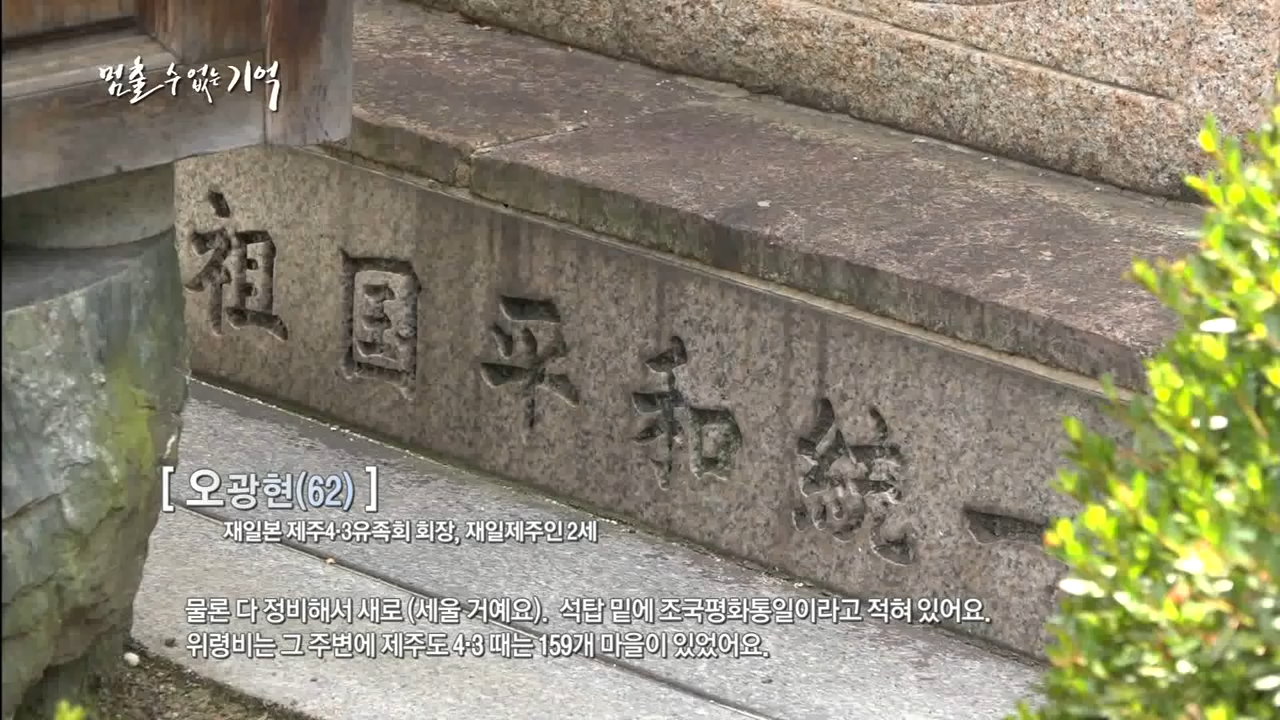 멈출 수 없는 기억
祖国平和統一
[ 오광현(62) ]
재일본 제주4·3유족회 회장, 재일제주인 2세
물론 다 정비해서 새로 (세울 거예요). 석탑 밑에 조국평화통일이라고 적혀 있어요.
위령비는 그 주변에 제주도 4·3 때는 159개 마을이 있었어요.